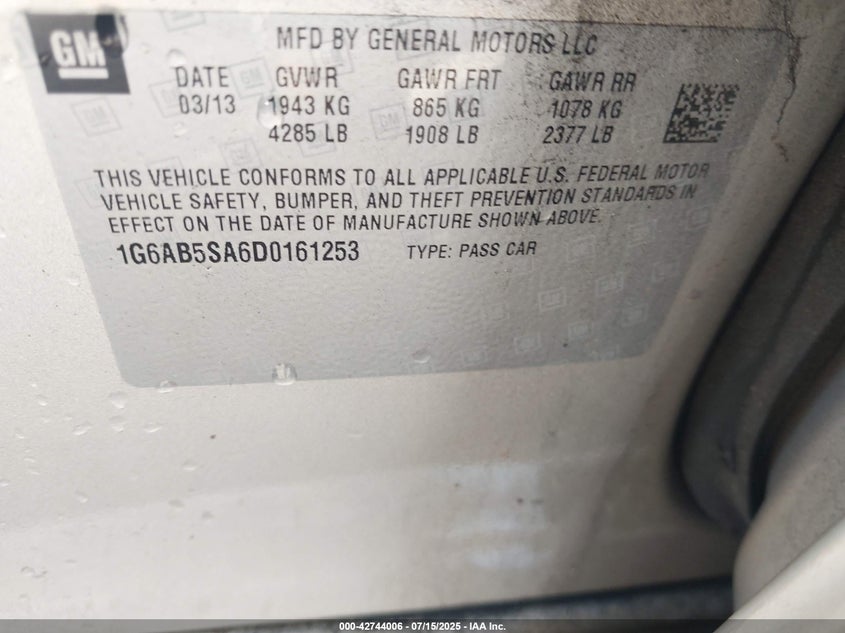 GM
MFD BY GENERAL MOTORS LLC
DATE GVWR GAWR FRT GAWR RR
03/13 1943 KG 865 KG 1078 KG
4285 LB 1908 LB 2377 LB
THIS VEHICLE CONFORMS TO ALL APPLICABLE U.S. FEDERAL MOTOR
VEHICLE SAFETY, BUMPER, AND THEFT PREVENTION STANDARDS IN
EFFECT ON THE DATE OF MANUFACTURE SHOWN ABOVE.
1G6AB5SA6D0161253 TYPE: PASS CAR
000-42744006 - 07/15/2025 - IAA Inc.